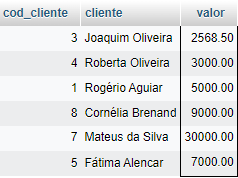 cod_cliente cliente valor
3 Joaquim Oliveira 2568.50
4 Roberta Oliveira 3000.00
1 Rogério Aguiar 5000.00
8 Cornélia Brenand 9000.00
7 Mateus da Silva 30000.00
5 Fátima Alencar 7000.00